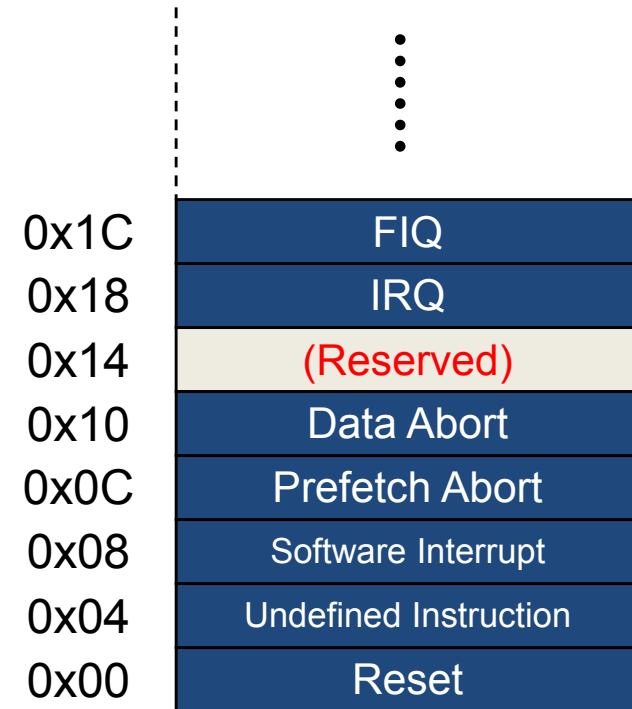 0x1C FIQ
0x18 IRQ
0x14 (Reserved)
0x10 Data Abort
0x0C Prefetch Abort
0x08 Software Interrupt
0x04 Undefined Instruction
0x00 Reset